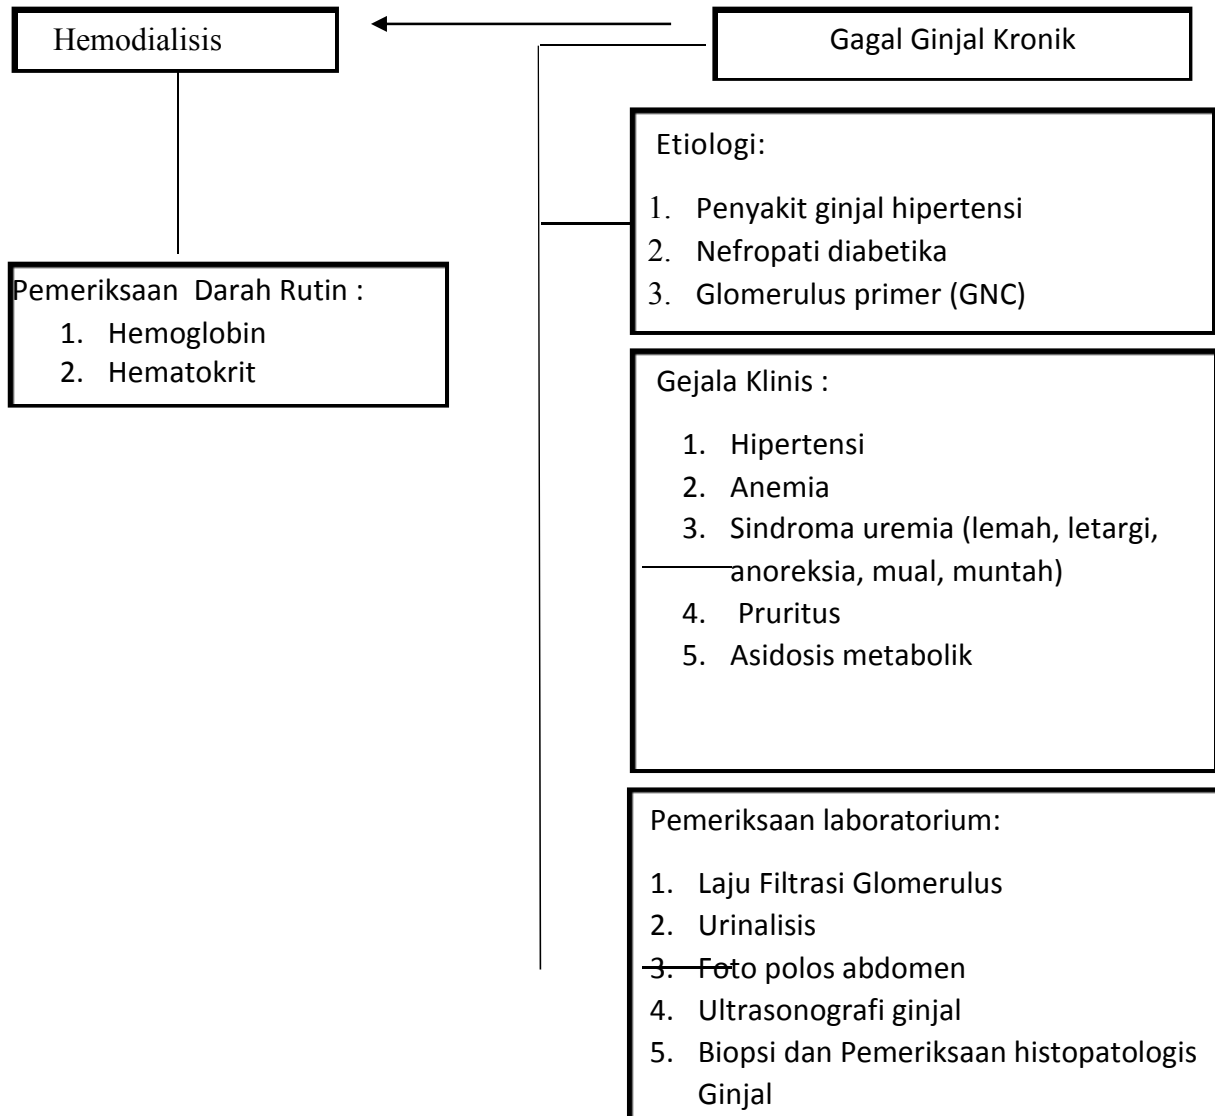 Hemodialisis
Gagal Ginjal Kronik
Etiologi:
1. Penyakit ginjal hipertensi
2. Nefropati diabetika
3. Glomerulus primer (GNC)
Pemeriksaan  Darah Rutin :
1. Hemoglobin
2. Hematokrit
Gejala Klinis :
1. Hipertensi
2. Anemia
3. Sindroma uremia (lemah, letargi,
anoreksia, mual, muntah)
4. Pruritus
5. Asidosis metabolik
Pemeriksaan laboratorium:
1. Laju Filtrasi Glomerulus
2. Urinalisis
3. Foto polos abdomen
4. Ultrasonografi ginjal
5. Biopsi dan Pemeriksaan histopatologis
Ginjal